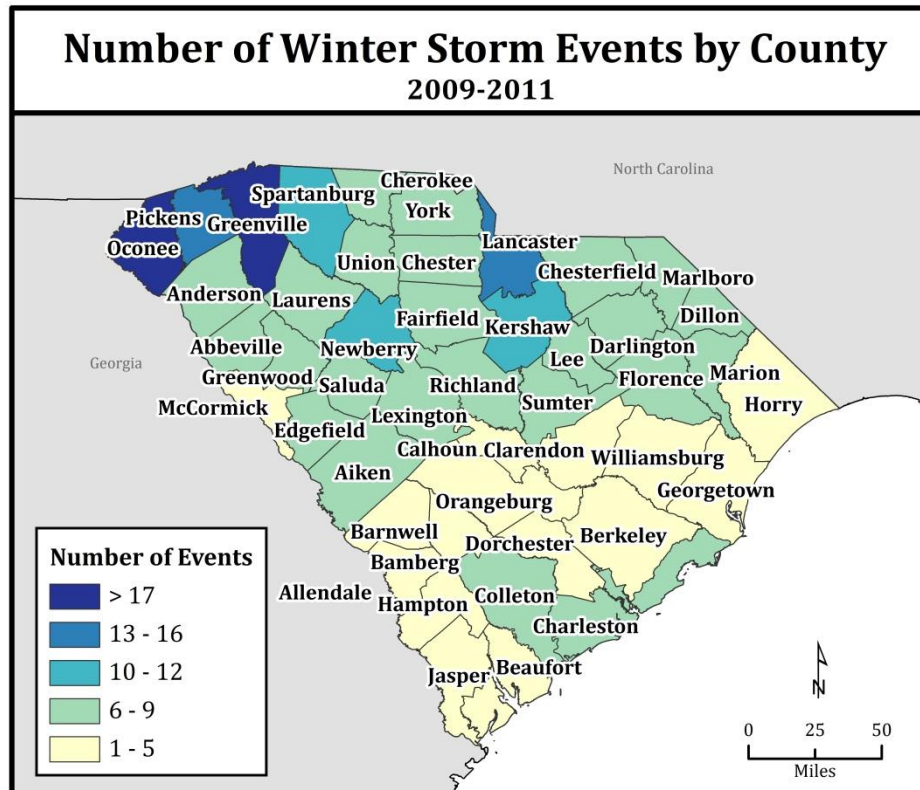 Number of Winter Storm Events by County
2009-2011
North Carolina
Cherokee
Spartanburg
York
Pickens
Greenville
Lancaster
Oconee
Union Chester
Chesterfield
Marlboro
Anderson
Laurens
Dillon
Fairfield
Kershaw
Georgia
Abbeville
Newberry
Lee
Darlington
Greenwood
Saluda
Richland
Florence
Marion
McCormick
Lexington
Sumter
Horry
Edgefield
Calhoun
Clarendon
Williamsburg
Aiken
Georgetown
Orangeburg
Barnwell
Dorchester
Berkeley
Bamberg
Allendale
Hampton
Colleton
Charleston
Jasper
Beaufort
Number of Events
> 17
13 - 16
10 - 12
6 - 9
1 - 5
N
0 25 50
Miles